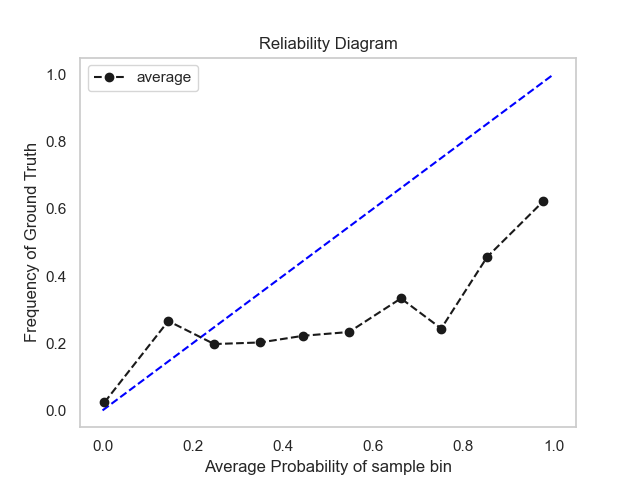 Reliability Diagram
average
Frequency of Ground Truth
1.0
0.8
0.6
0.4
0.2
0.0
0.0 0.2 0.4 0.6 0.8 1.0
Average Probability of sample bin